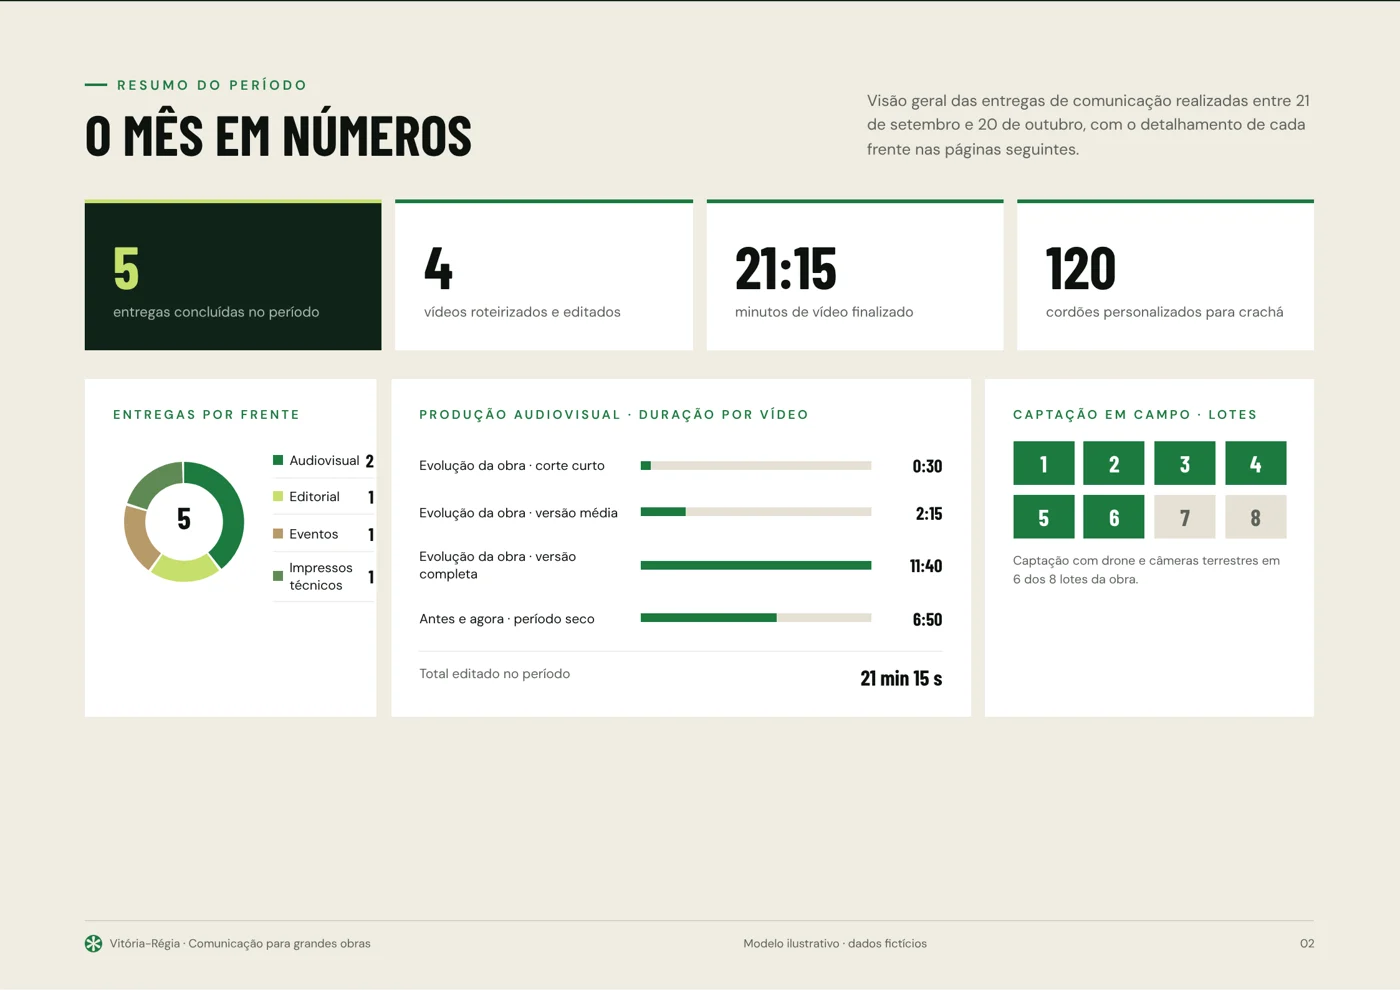 RESUMO DO PERÍODO
O MÊS EM NÚMEROS
Visão geral das entregas de comunicação realizadas entre 21
de setembro e 20 de outubro, com o detalhamento de cada
frente nas páginas seguintes.
5
entregas concluídas no período
4
vídeos roteirizados e editados
21:15
minutos de vídeo finalizado
120
cordões personalizados para crachá
ENTREGAS POR FRENTE
5
Audiovisual 2
Editorial 1
Eventos 1
Impressos
técnicos 1
PRODUÇÃO AUDIOVISUAL · DURAÇÃO POR VÍDEO
Evolução da obra · corte curto 0:30
Evolução da obra · versão média 2:15
Evolução da obra · versão
completa 11:40
Antes e agora · período seco 6:50
Total editado no período 21 min 15 s
CAPTAÇÃO EM CAMPO · LOTES
1 2 3 4
5 6 7 8
Captação com drone e câmeras terrestres em
6 dos 8 lotes da obra.
Vitória-Régia · Comunicação para grandes obras
Modelo ilustrativo · dados fictícios
02